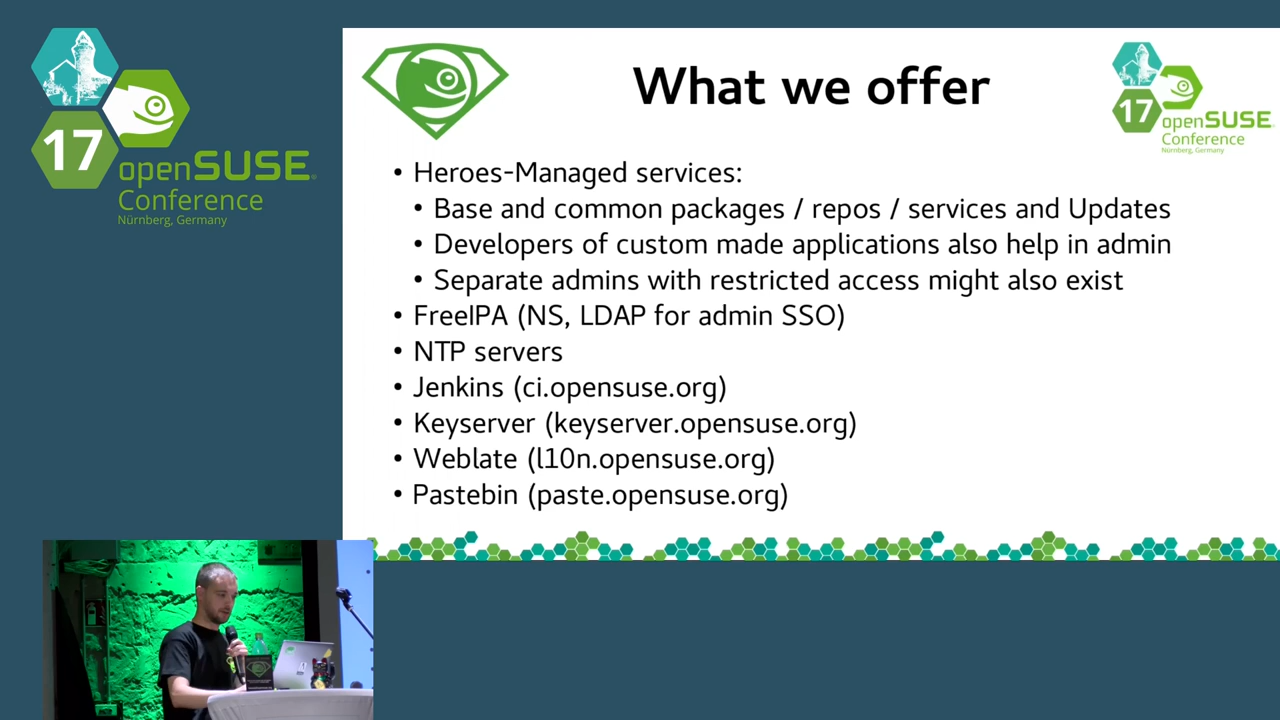 17
openSUSE
Conference
Nürnberg, Germany
What we offer
17
openSUSE
Conference
Nürnberg, Germany
• Heroes-Managed services:
• Base and common packages / repos / services and Updates
• Developers of custom made applications also help in admin
• Separate admins with restricted access might also exist
• FreeIPA (NS, LDAP for admin SSO)
• NTP servers
• Jenkins (ci.opensuse.org)
• Keyserver (keyserver.opensuse.org)
• Weblate (l10n.opensuse.org)
• Pastebin (paste.opensuse.org)